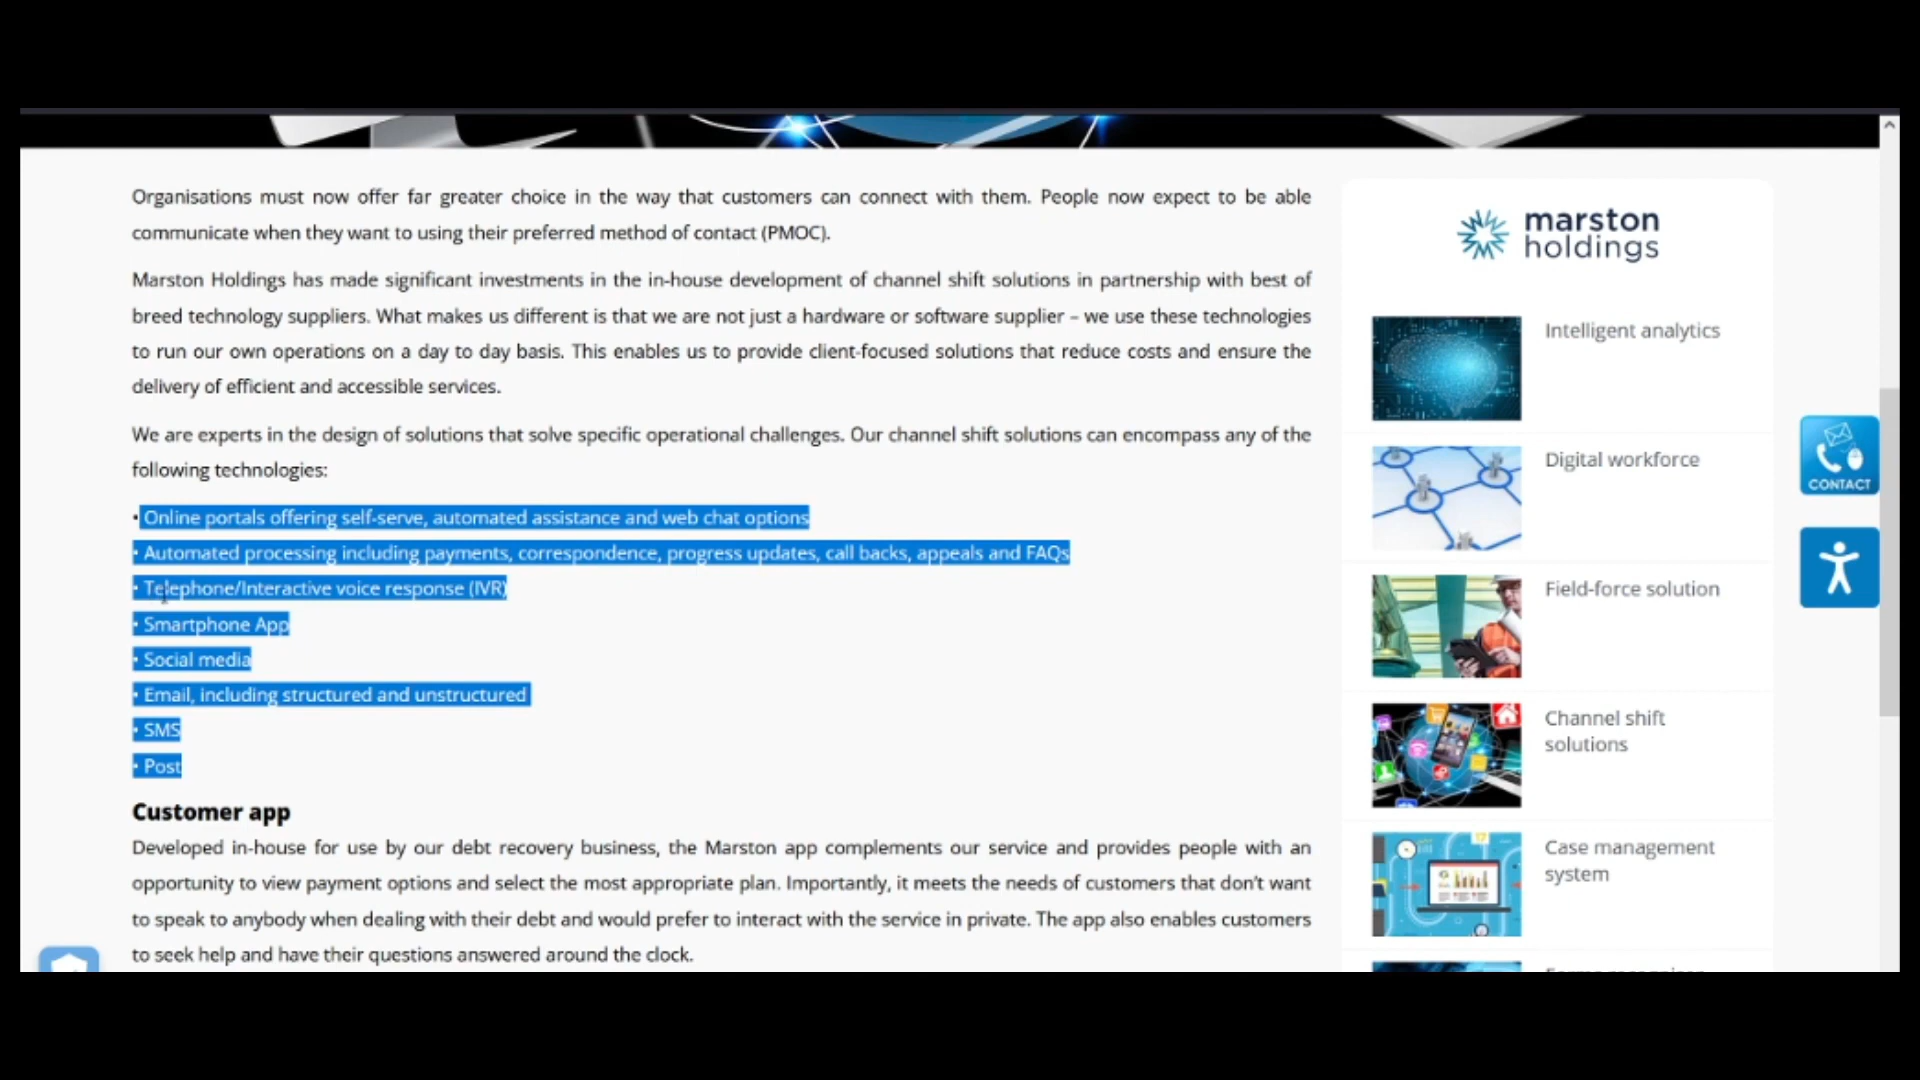 Organisations must now offer far greater choice in the way that customers can connect with them. People now expect to be able
communicate when they want to using their preferred method of contact (PMOC).
Marston Holdings has made significant investments in the in-house development of channel shift solutions in partnership with best of
breed technology suppliers. What makes us different is that we are not just a hardware or software supplier – we use these technologies
to run our own operations on a day to day basis. This enables us to provide client-focused solutions that reduce costs and ensure the
delivery of efficient and accessible services.
We are experts in the design of solutions that solve specific operational challenges. Our channel shift solutions can encompass any of the
following technologies:
• Online portals offering self-serve, automated assistance and web chat options
• Automated processing including payments, correspondence, progress updates, call backs, appeals and FAQs
• Telephone/Interactive voice response (IVR)
• Smartphone App
• Social media
• Email, including structured and unstructured
• SMS
• Post
Customer app
Developed in-house for use by our debt recovery business, the Marston app complements our service and provides people with an
opportunity to view payment options and select the most appropriate plan. Importantly, it meets the needs of customers that don't want
to speak to anybody when dealing with their debt and would prefer to interact with the service in private. The app also enables customers
to seek help and have their questions answered around the clock.
marston
holdings
Intelligent analytics
Digital workforce
Field-force solution
Channel shift
solutions
Case management
system
CONTACT